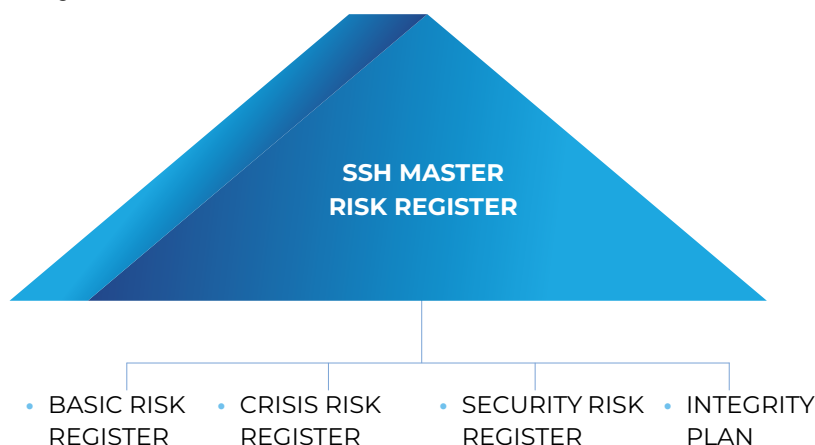 SSH MASTER
RISK REGISTER
• BASIC RISK
REGISTER
• CRISIS RISK
REGISTER
• SECURITY RISK
REGISTER
• INTEGRITY
PLAN